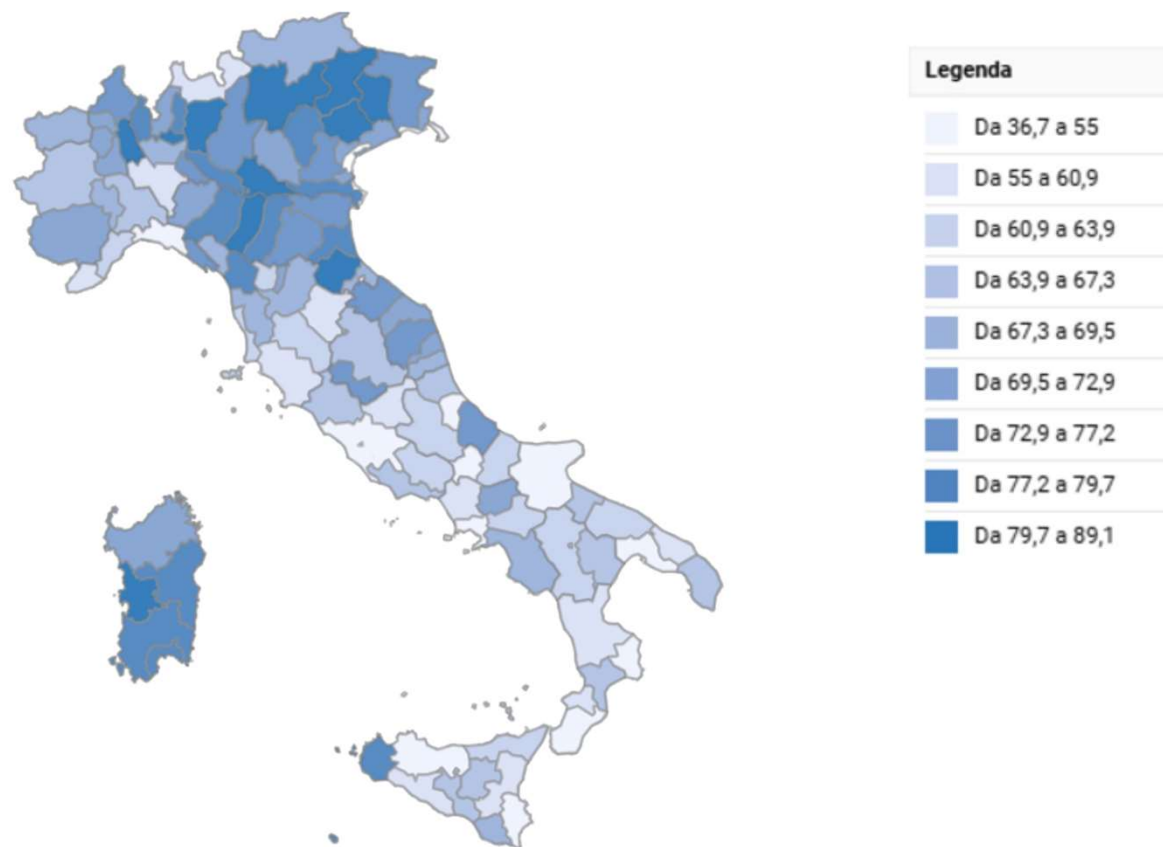 Legenda
Da 36,7 a 55
Da 55 a 60,9
Da 60,9 a 63,9
Da 63,9 a 67,3
Da 67,3 a 69,5
Da 69,5 a 72,9
Da 72,9 a 77,2
Da 77,2 a 79,7
Da 79,7 a 89,1